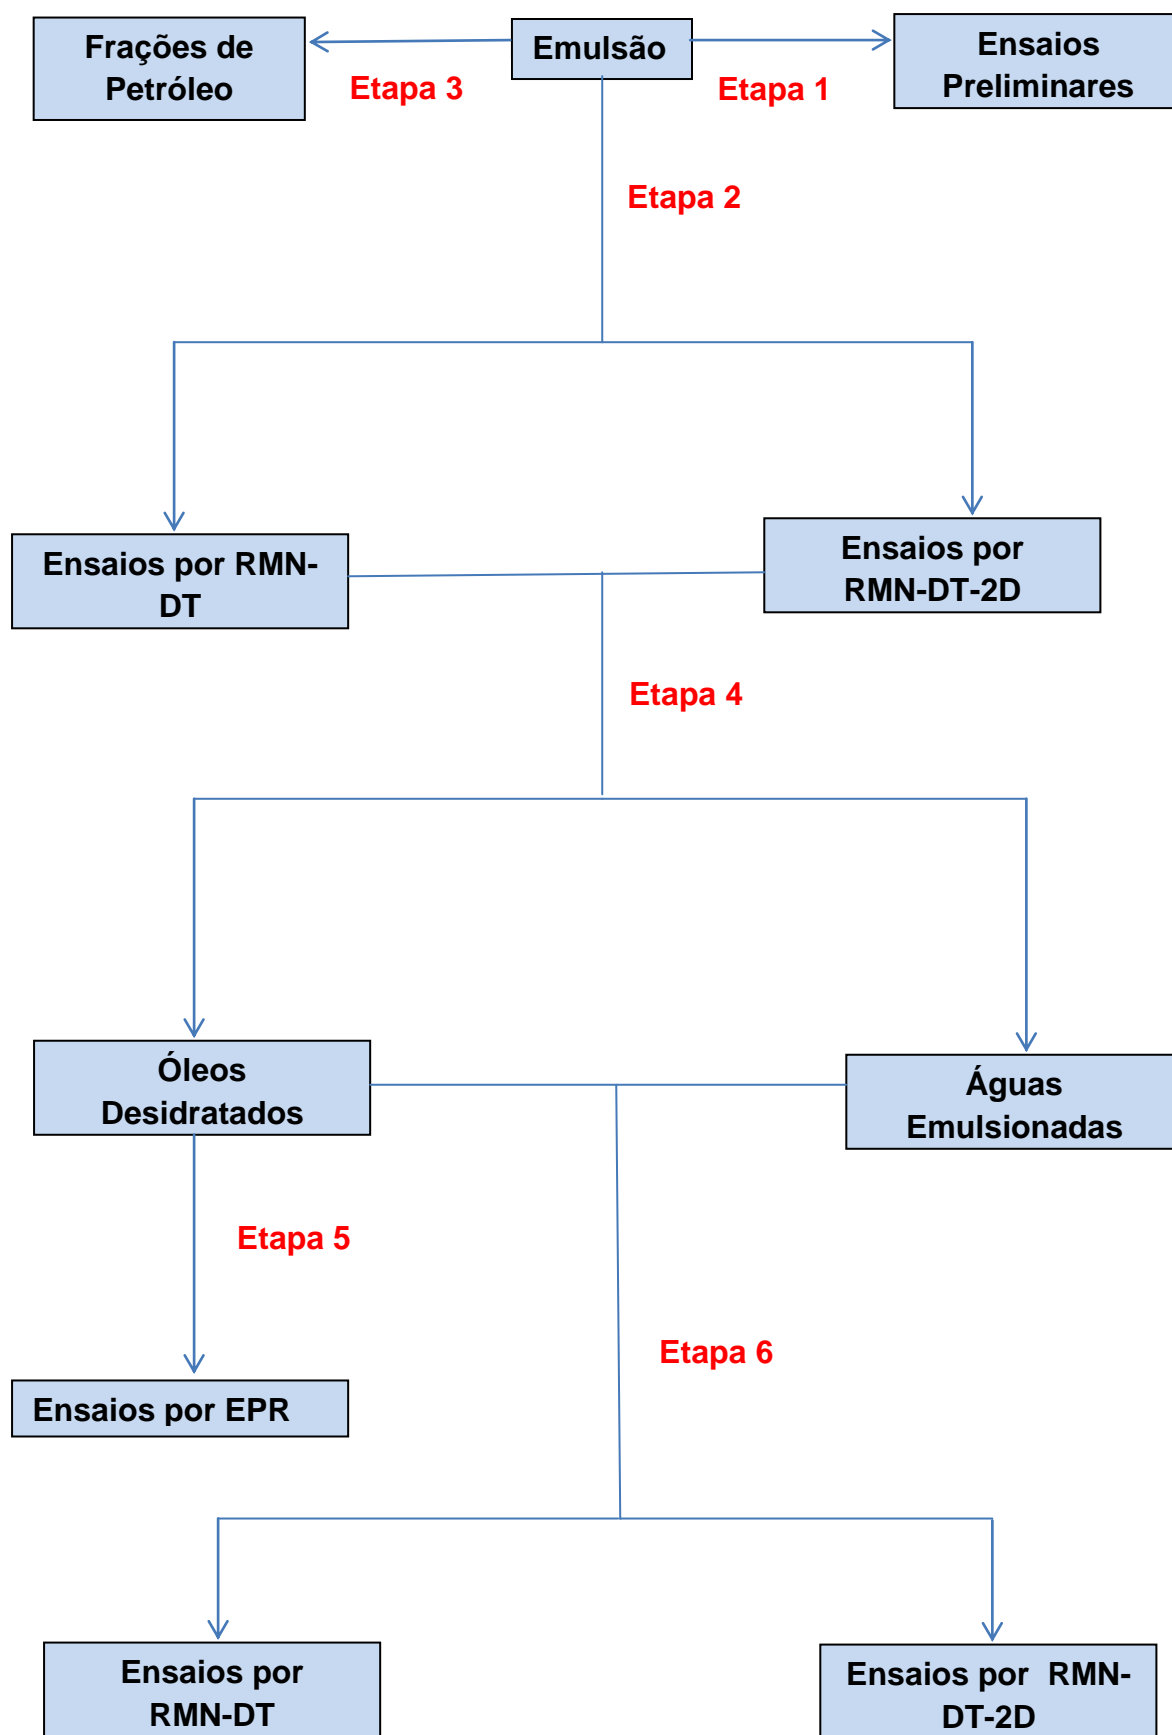 Frações de
Petróleo
Etapa 3
Emulsão
Etapa 1
Ensaios
Preliminares
Etapa 2
Ensaios por RMN-
DT
Ensaios por
RMN-DT-2D
Etapa 4
Óleos
Desidratados
Águas
Emulsionadas
Etapa 5
Ensaios por EPR
Etapa 6
Ensaios por
RMN-DT
Ensaios por  RMN-
DT-2D